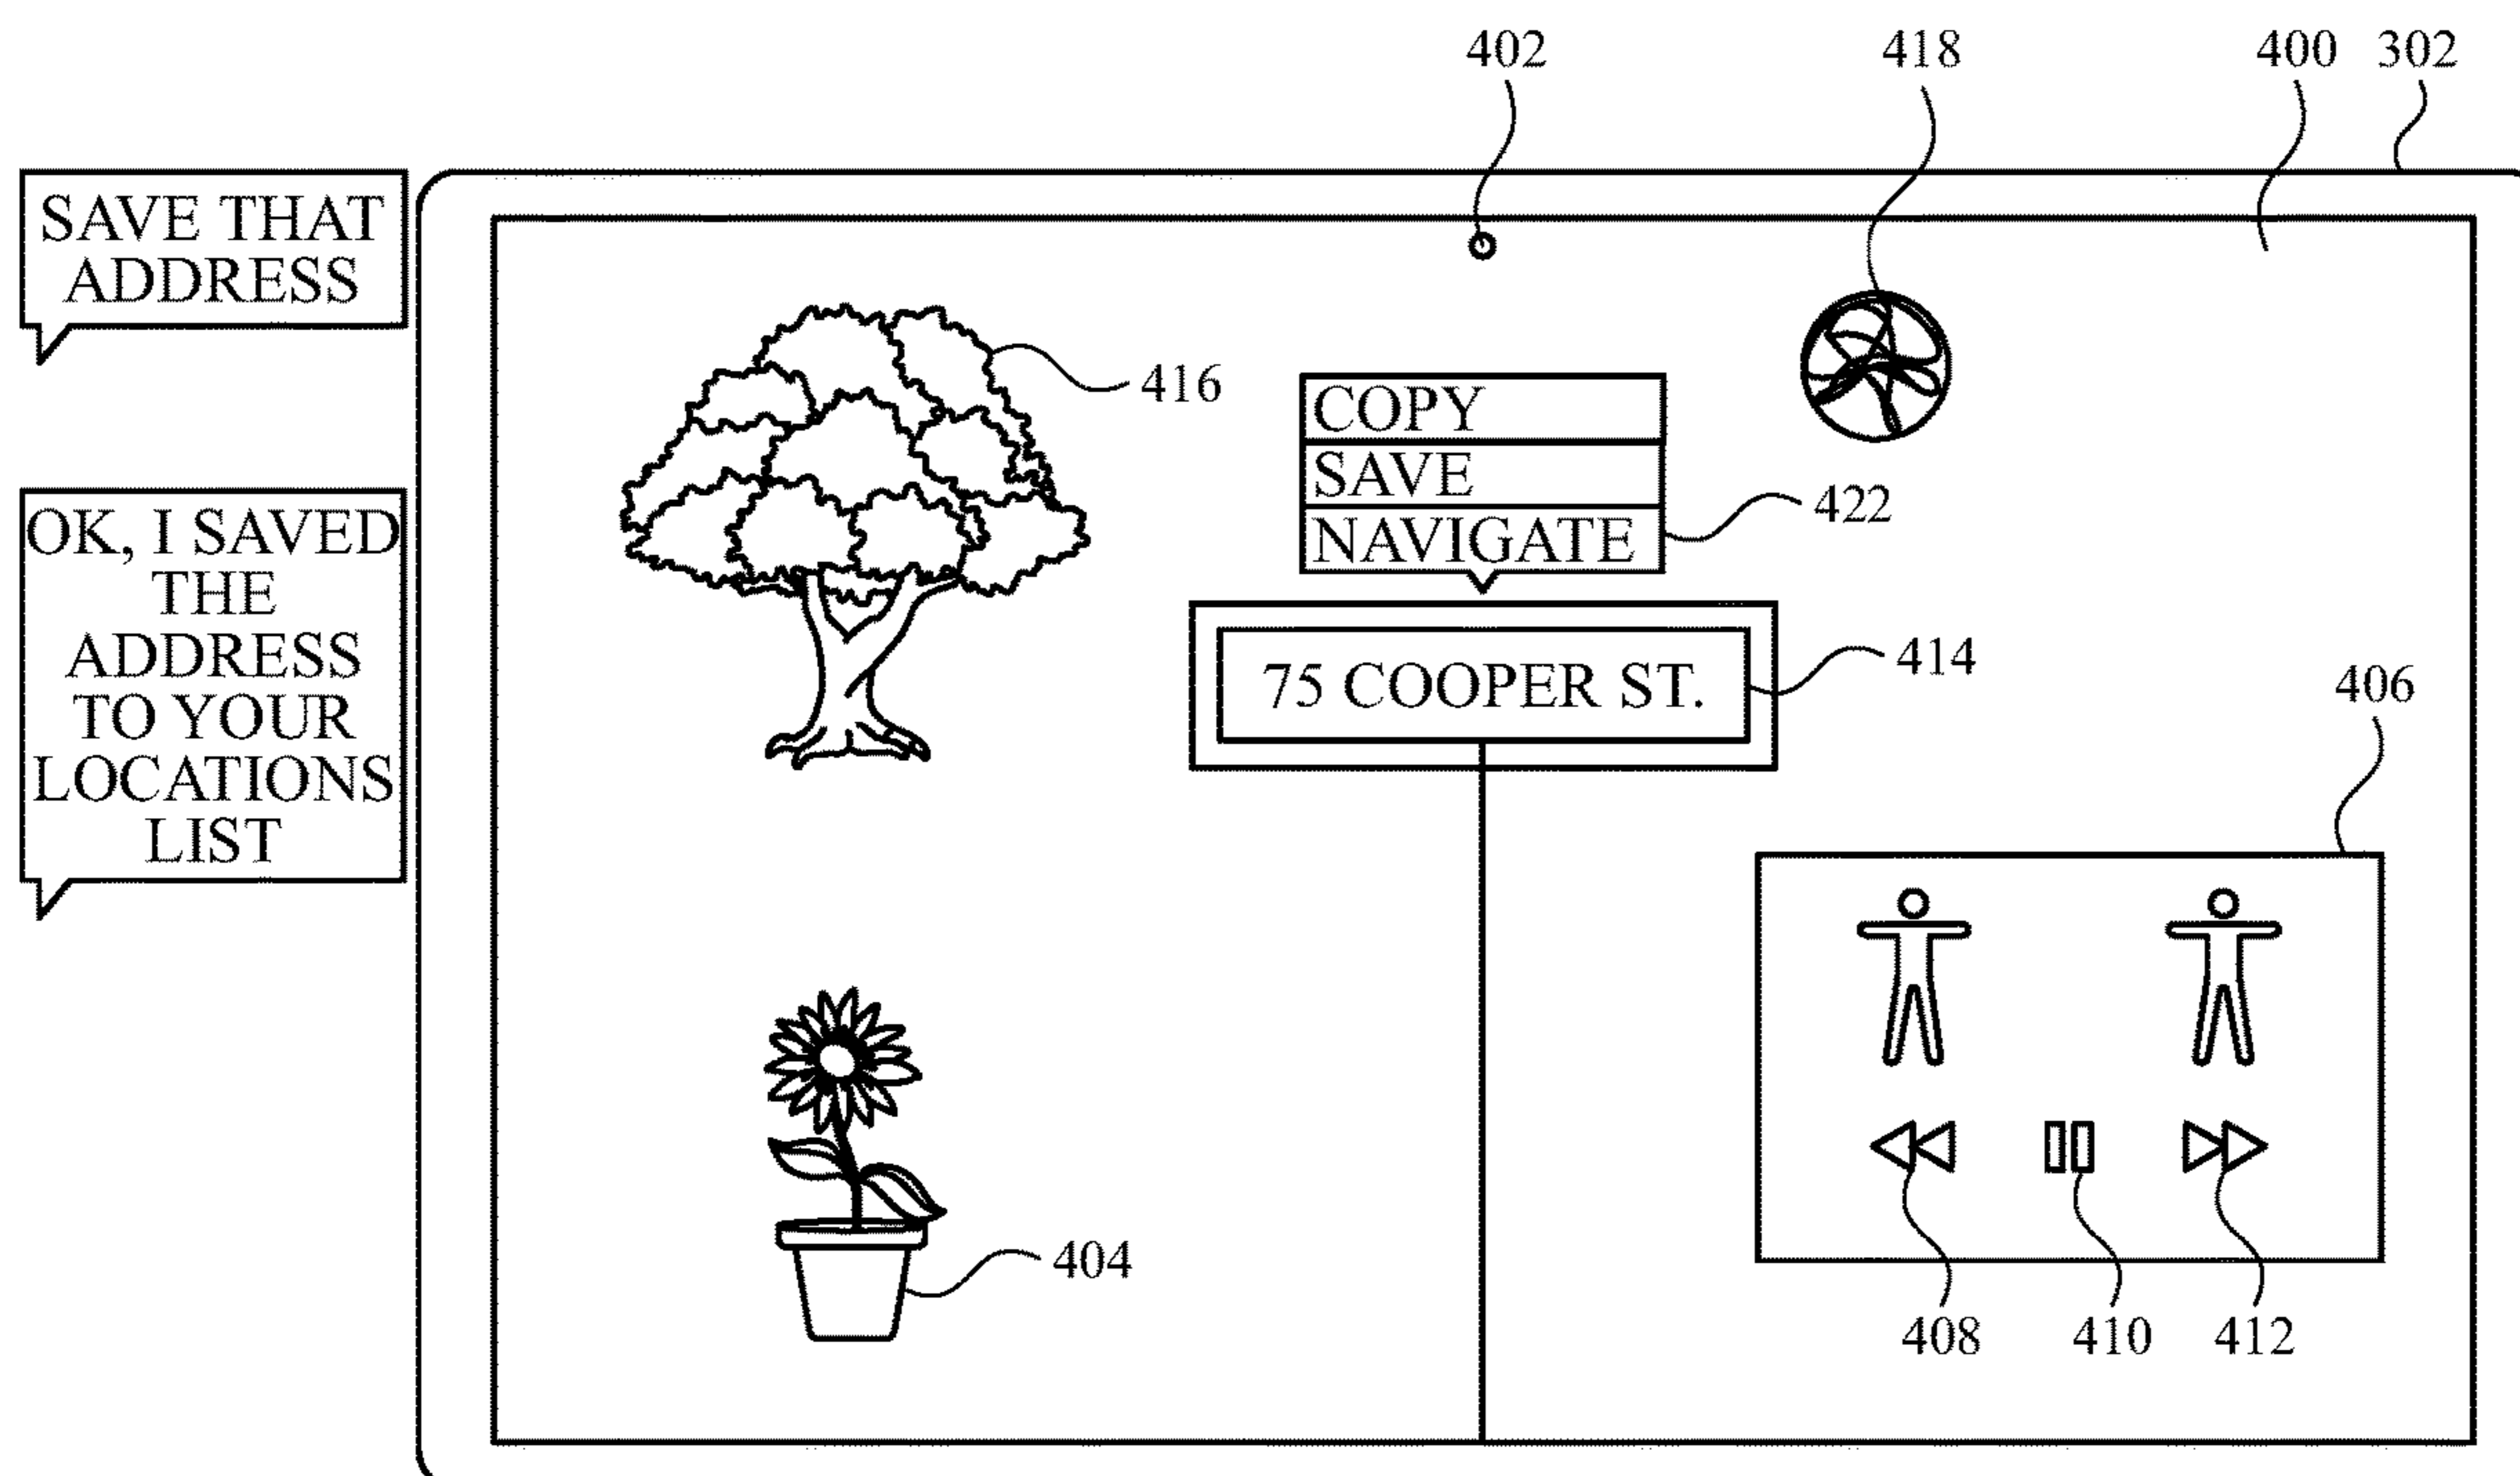 402
418
400
302
SAVE THAT
ADDRESS
416
COPY
SAVE
NAVIGATE
422
OK, I SAVED
THE
ADDRESS
TO YOUR
LOCATIONS
LIST
75 COOPER ST.
414
406
404
408
410
412